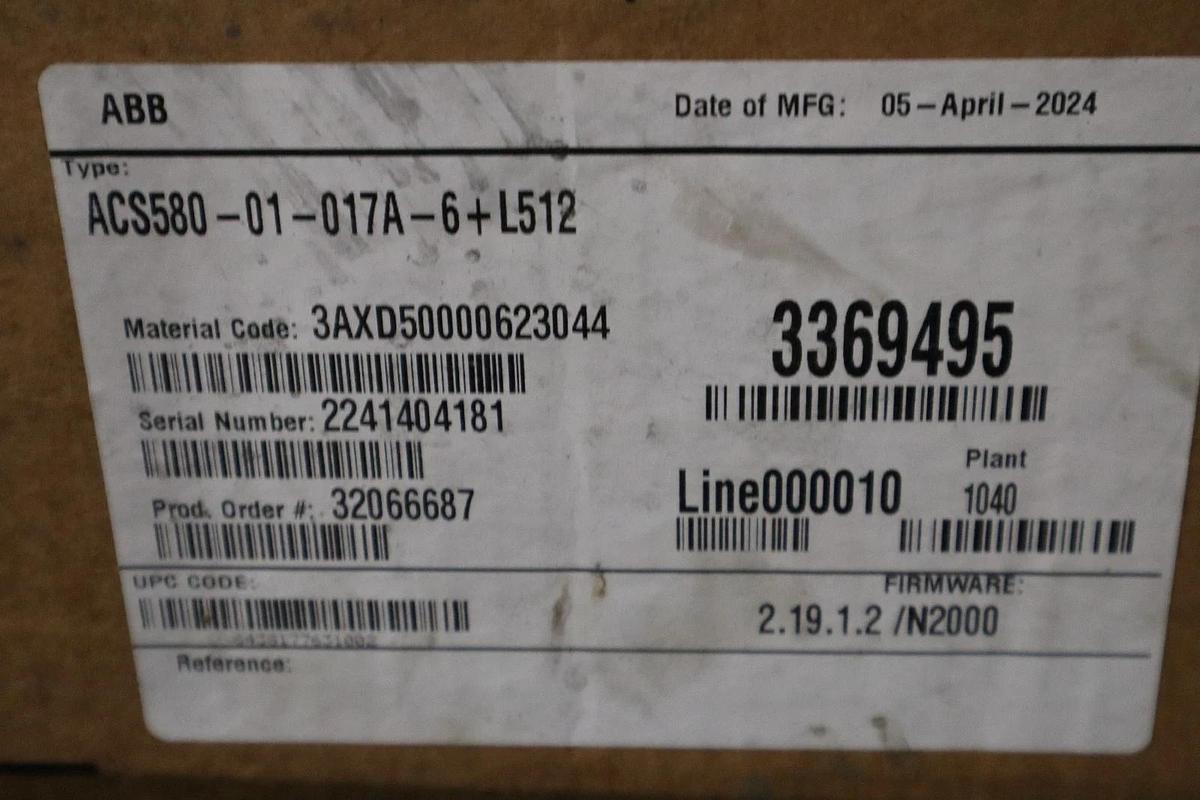 ABB
Date of MFG: 05-April-2024
Type:
ACS580-01-017A-6+L512
Material Code: 3AXD50000623044
3369495
Serial Number: 2241404181
Prod. Order #: 32066687
Line000010
Plant
1040
UPC CODE:
FIRMWARE:
2.19.1.2 /N2000
Reference: